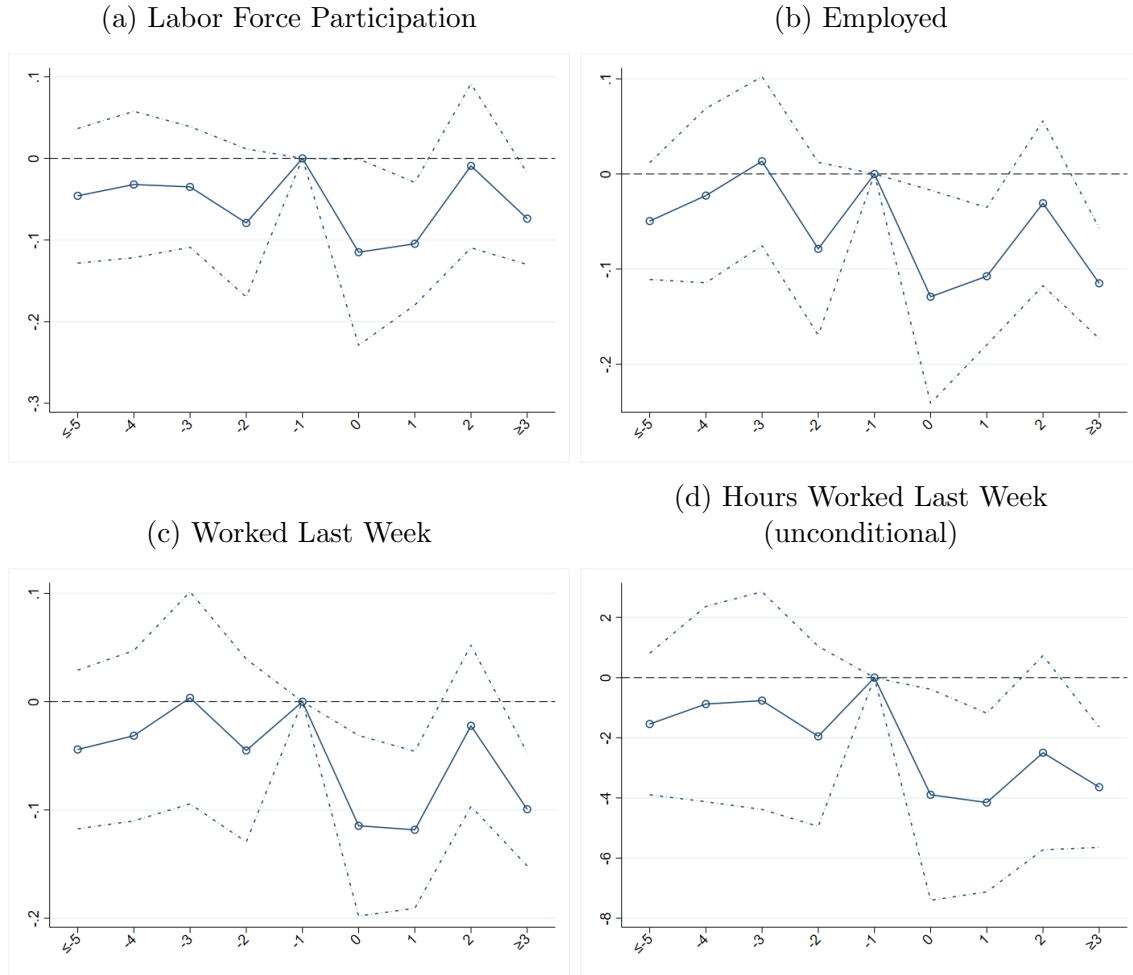 (a) Labor Force Participation
.1
0
-.1
-.2
-.3
≤-5 -4 -3 -2 -1 0 1 2 ≥3
(b) Employed
.1
0
-.1
-.2
≤-5 -4 -3 -2 -1 0 1 2 ≥3
(c) Worked Last Week
.1
0
-.1
-.2
≤-5 -4 -3 -2 -1 0 1 2 ≥3
(d) Hours Worked Last Week
(unconditional)
2
0
-2
-4
-6
-8
≤-5 -4 -3 -2 -1 0 1 2 ≥3